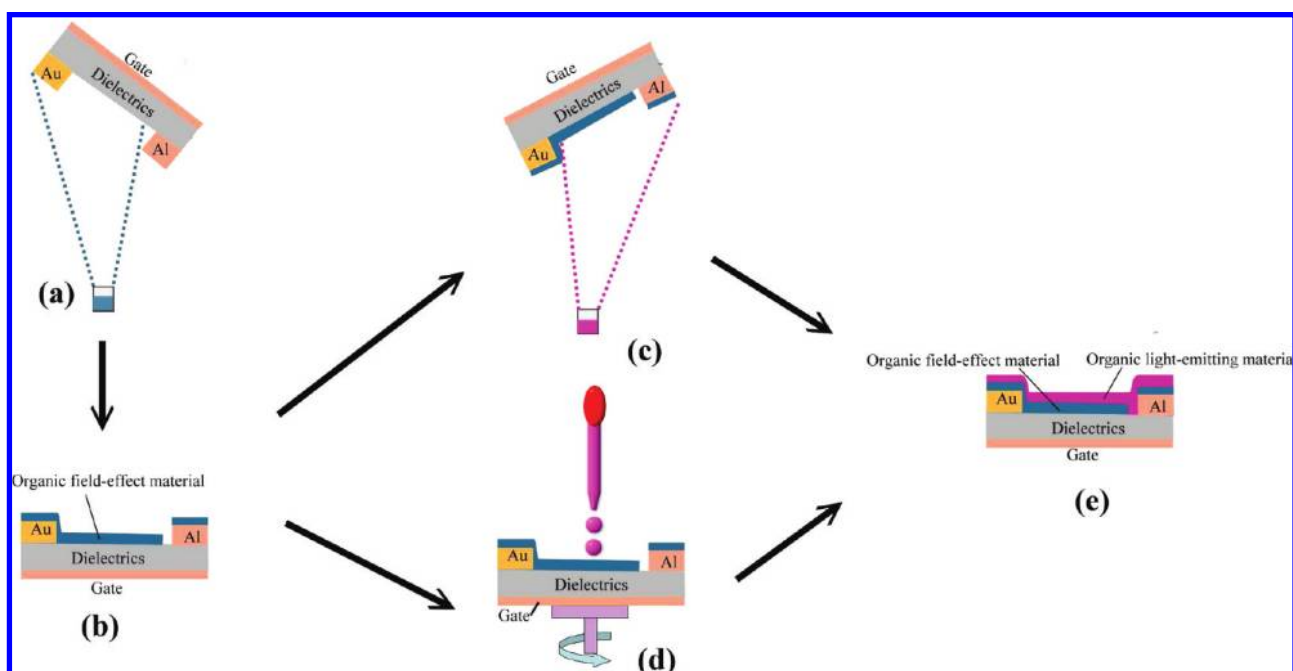 Gate
Au
Dielectrics
Al
(a)
Gate
Dielectrics
Al
Au
(c)
Organic field-effect material
Au
Al
Dielectrics
Gate
(b)
Au
Al
Dielectrics
Gate
(d)
Organic field-effect material
Organic light-emitting material
Au
Al
Dielectrics
Gate
(e)